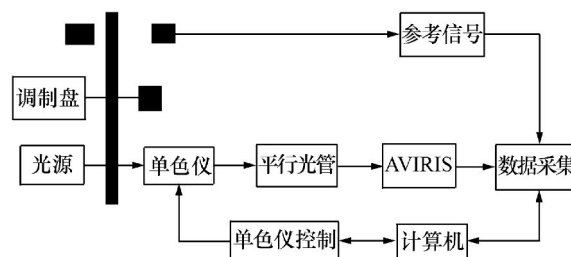 参考信号
调制盘
光源
单色仪
平行光管
AVIRIS
数据采集
单色仪控制
计算机